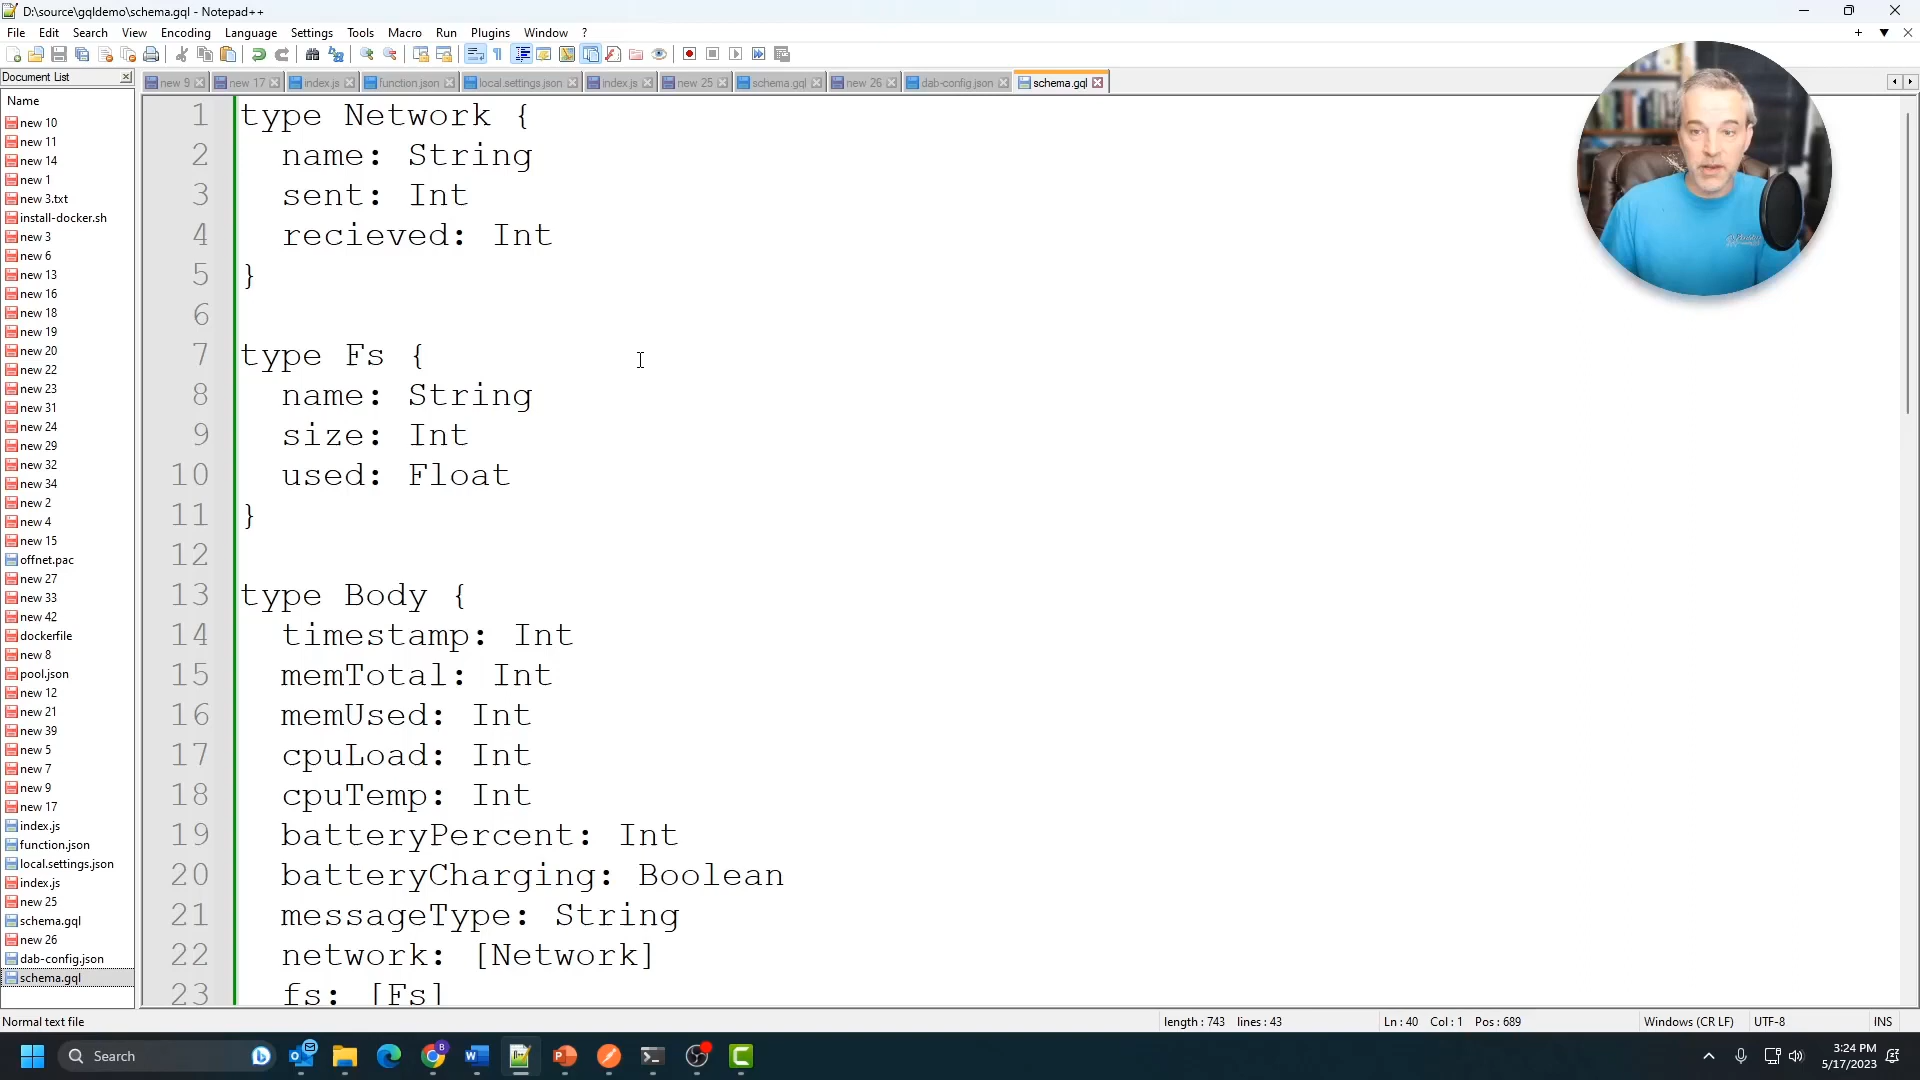 D:\source\gqldemo\schema.gql - Notepad++
File Edit Search View Encoding Language Settings Tools Macro Run Plugins Window ?
Document List
new 9 new 17 index.js function.json local.settings.json index.js new 25 schema.gql new 26 dab-config.json schema.gql
Name
new 10
new 11
new 14
new 1
new 3.txt
install-docker.sh
new 3
new 6
new 13
new 16
new 18
new 19
new 20
new 22
new 23
new 31
new 24
new 29
new 32
new 34
new 2
new 4
new 15
offnet.pac
new 27
new 33
new 42
dockerfile
new 8
pool.json
new 12
new 21
new 39
new 5
new 7
new 9
new 17
index.js
function.json
local.settings.json
index.js
new 25
schema.gql
new 26
dab-config.json
schema.gql
1 type Network {
2 name: String
3 sent: Int
4 recieved: Int
5 }
6
7 type Fs {
8 name: String
9 size: Int
10 used: Float
11 }
12
13 type Body {
14 timestamp: Int
15 memTotal: Int
16 memUsed: Int
17 cpuLoad: Int
18 cpuTemp: Int
19 batteryPercent: Int
20 batteryCharging: Boolean
21 messageType: String
22 network: [Network]
23 fs: [Fs]
Normal text file length : 743 lines : 43 Ln : 40 Col : 1 Pos : 689 Windows (CR LF) UTF-8 INS
Search
3:24 PM
5/17/2023